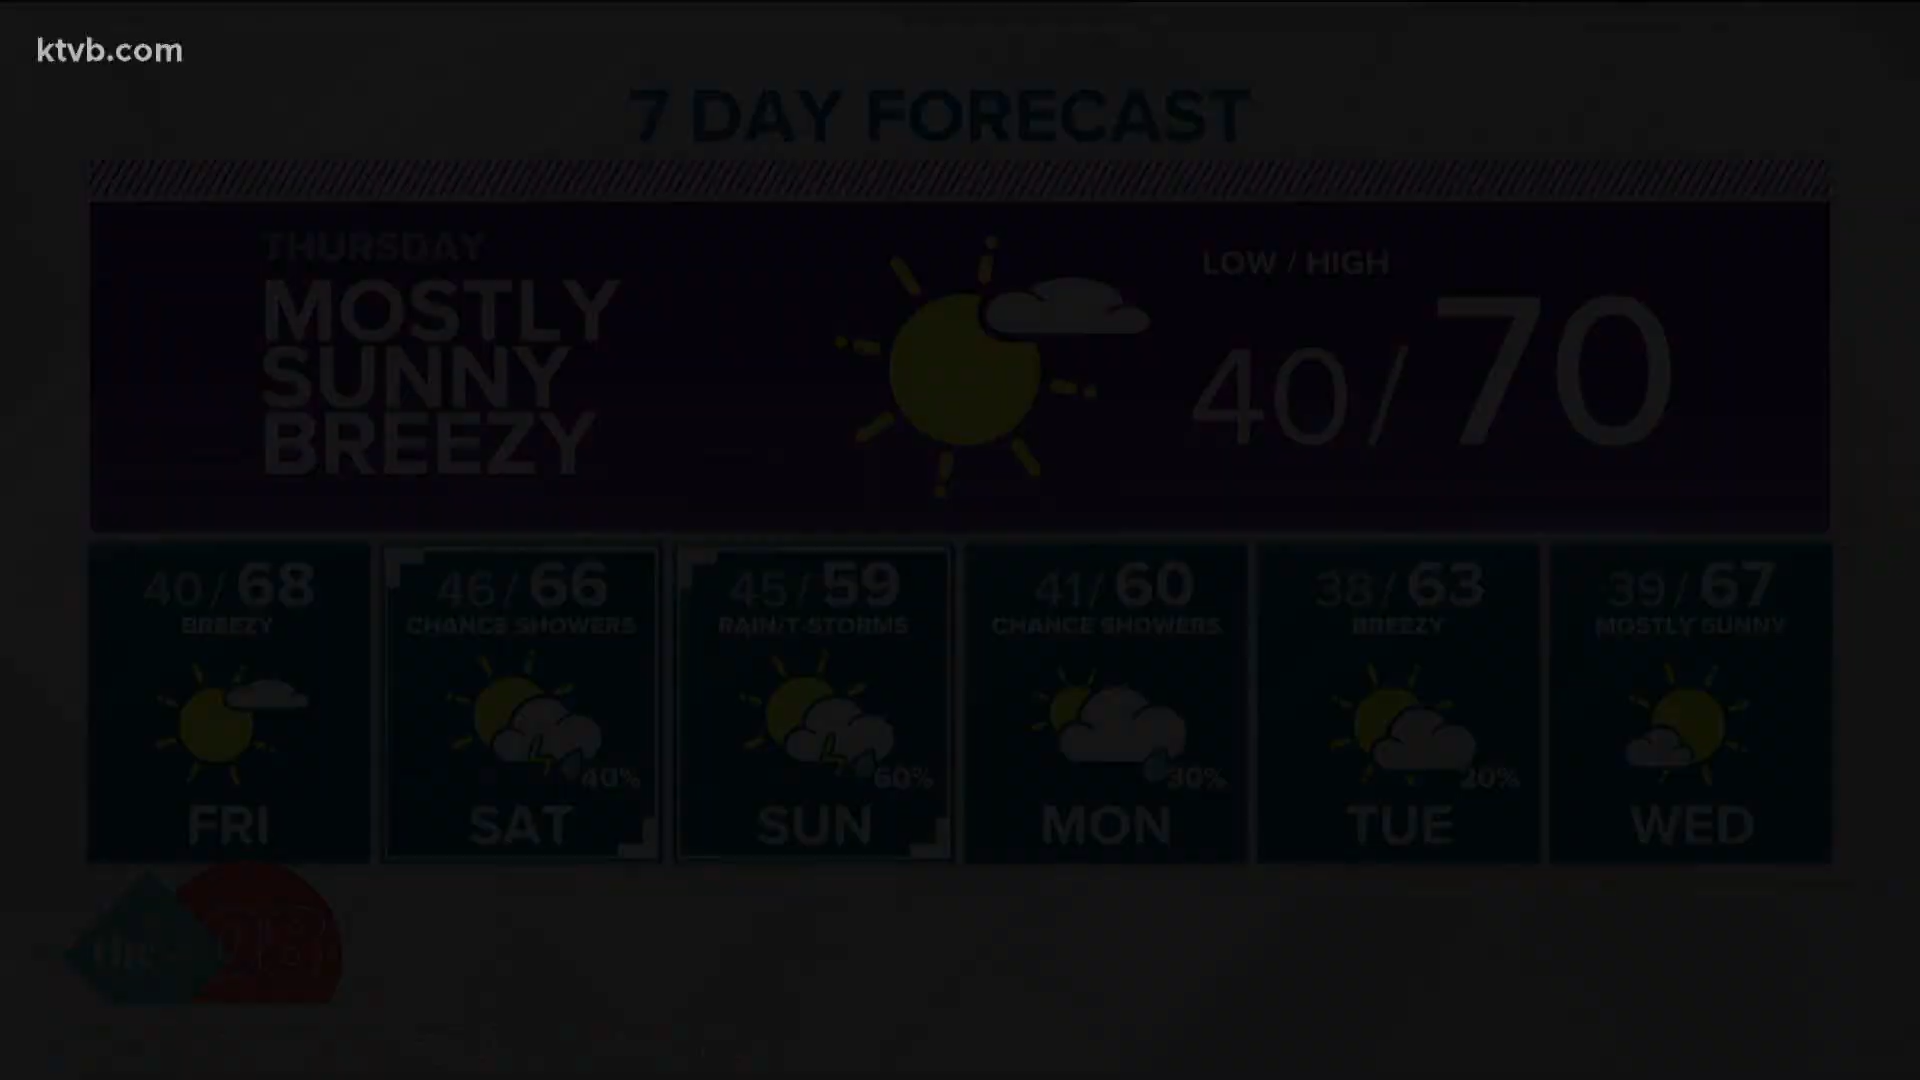 ktvb.com
7 DAY FORECAST
THURSDAY
MOSTLY
SUNNY
BREEZY
LOW / HIGH
40 / 70
40 / 68
BREEZY
FRI
46 / 66
CHANCE SHOWERS
40%
SAT
45 / 59
RAIN/T-STORMS
60%
SUN
41 / 60
CHANCE SHOWERS
30%
MON
38 / 63
BREEZY
20%
TUE
39 / 67
MOSTLY SUNNY
WED
the
208